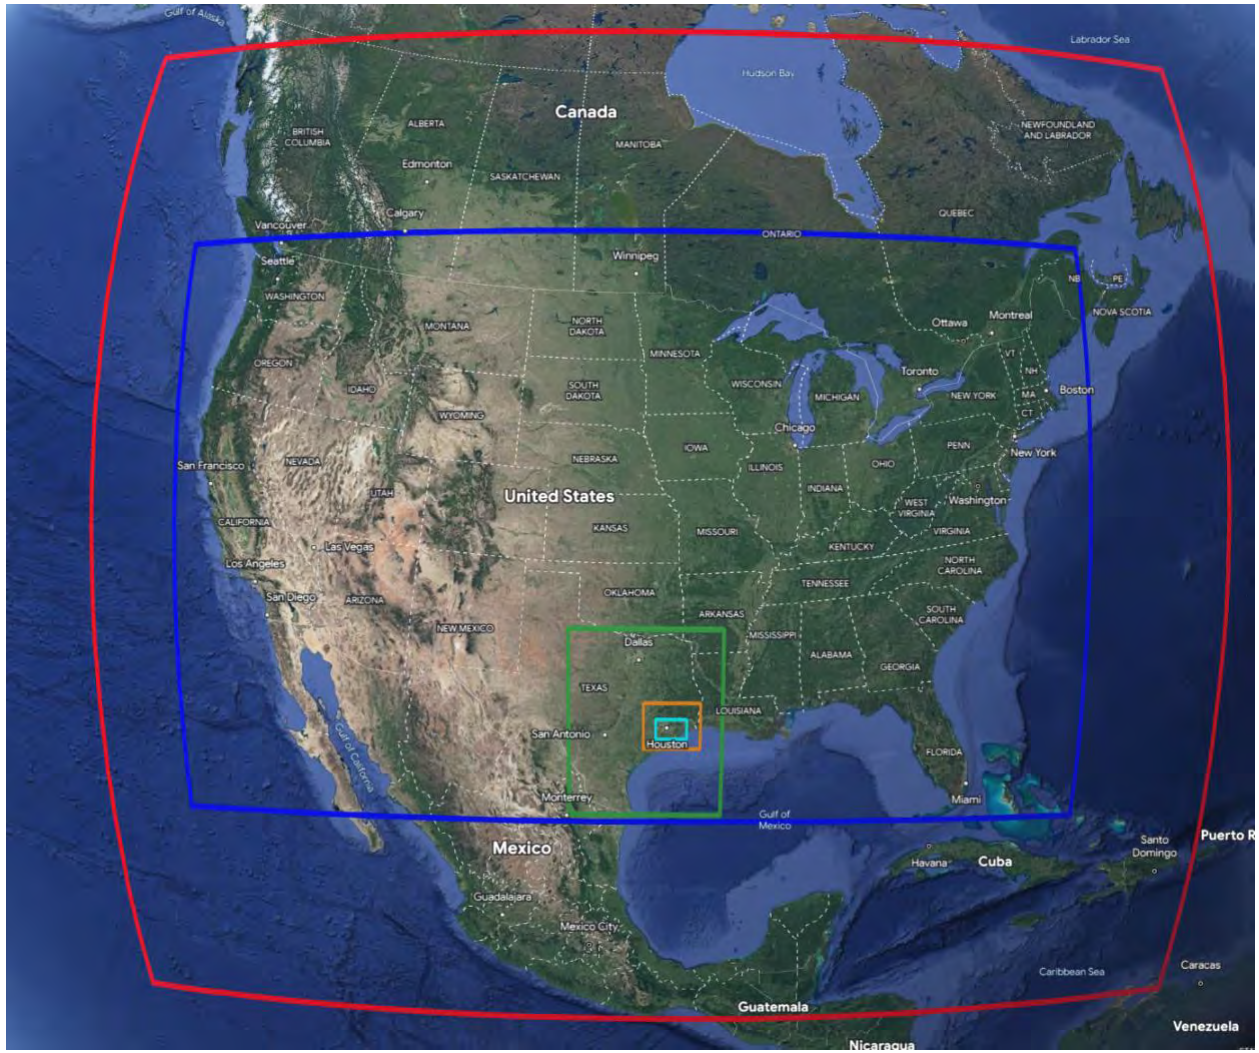 Gulf of Alaska
Labrador Sea
Hudson Bay
Canada
ALBERTA
BRITISH
COLUMBIA
NEWFOUNDLAND
AND LABRADOR
MANITOBA
Edmonton
SASKATCHEWAN
Calgary
QUEBEC
Vancouver
ONTARIO
Seattle
Winnipeg
NB
PE
WASHINGTON
NOVA SCOTIA
Montreal
Ottawa
NORTH
DAKOTA
MONTANA
MINNESOTA
VT
OREGON
NH
Toronto
IDAHO
SOUTH
DAKOTA
WISCONSIN
MICHIGAN
NEW YORK
MA
Boston
WYOMING
CT
Chicago
PENN
New York
IOWA
NEBRASKA
San Francisco
NEVADA
ILLINOIS
OHIO
UTAH
United States
INDIANA
Washington
WEST
VIRGINIA
CALIFORNIA
KANSAS
MISSOURI
VIRGINIA
Las Vegas
KENTUCKY
Los Angeles
NORTH
CAROLINA
TENNESSEE
OKLAHOMA
San Diego
ARIZONA
ARKANSAS
SOUTH
CAROLINA
NEW MEXICO
MISSISSIPPI
Dallas
ALABAMA
GEORGIA
TEXAS
LOUISIANA
San Antonio
Houston
Gulf of California
FLORIDA
Monterrey
Miami
Gulf of
Mexico
Mexico
Santo
Domingo
Puerto R
Havana
Cuba
Guadalajara
Mexico City
Caribbean Sea
Caracas
Guatemala
Venezuela
Nicaragua